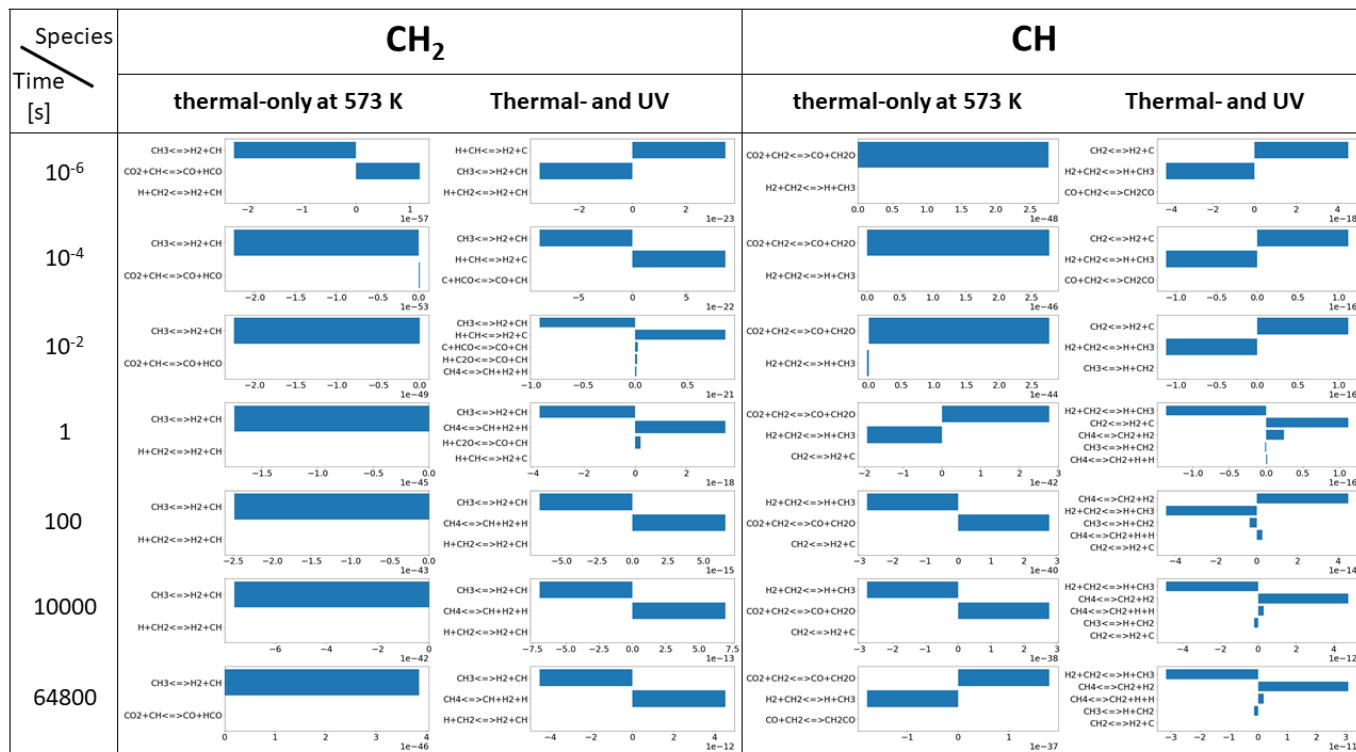 Species
Time
[s]
CH₂
CH
thermal-only at 573 K
Thermal- and UV
thermal-only at 573 K
Thermal- and UV
10⁻⁶
CH3<=>H2+CH
CO2+CH<=>CO+HCO
H+CH2<=>H2+CH
−2 −1 0 1
1e−57
H+CH<=>H2+C
CH3<=>H2+CH
H+CH2<=>H2+CH
−2 0 2
1e−23
CO2+CH2<=>CO+CH2O
H2+CH2<=>H+CH3
0.0 0.5 1.0 1.5 2.0 2.5
1e−48
CH2<=>H2+C
H2+CH2<=>H+CH3
CO+CH2<=>CH2CO
−4 −2 0 2 4
1e−18
10⁻⁴
CH3<=>H2+CH
CO2+CH<=>CO+HCO
−2.0 −1.5 −1.0 −0.5 0.0
1e−53
CH3<=>H2+CH
H+CH<=>H2+C
C+HCO<=>CO+CH
−5 0 5
1e−22
CO2+CH2<=>CO+CH2O
H2+CH2<=>H+CH3
0.0 0.5 1.0 1.5 2.0 2.5
1e−46
CH2<=>H2+C
H2+CH2<=>H+CH3
CO+CH2<=>CH2CO
−1.0 −0.5 0.0 0.5 1.0
1e−16
10⁻²
CH3<=>H2+CH
CO2+CH<=>CO+HCO
−2.0 −1.5 −1.0 −0.5 0.0
1e−49
CH3<=>H2+CH
H+CH<=>H2+C
C+HCO<=>CO+CH
H+C2O<=>CO+CH
CH4<=>CH+H2+H
−1.0 −0.5 0.0 0.5
1e−21
CO2+CH2<=>CO+CH2O
H2+CH2<=>H+CH3
0.0 0.5 1.0 1.5 2.0 2.5
1e−44
CH2<=>H2+C
H2+CH2<=>H+CH3
CH3<=>H+CH2
−1.0 −0.5 0.0 0.5 1.0
1e−16
1
CH3<=>H2+CH
H+CH2<=>H2+CH
−1.5 −1.0 −0.5 0.0
1e−45
CH3<=>H2+CH
CH4<=>CH+H2+H
H+C2O<=>CO+CH
H+CH<=>H2+C
−4 −2 0 2
1e−18
CO2+CH2<=>CO+CH2O
H2+CH2<=>H+CH3
CH2<=>H2+C
−2 −1 0 1 2 3
1e−42
H2+CH2<=>H+CH3
CH2<=>H2+C
CH4<=>CH2+H2
CH3<=>H+CH2
CH4<=>CH2+H+H
−1.0 −0.5 0.0 0.5 1.0
1e−16
100
CH3<=>H2+CH
H+CH2<=>H2+CH
−2.5 −2.0 −1.5 −1.0 −0.5 0.0
1e−43
CH3<=>H2+CH
CH4<=>CH+H2+H
H+CH2<=>H2+CH
−5.0 −2.5 0.0 2.5 5.0
1e−15
H2+CH2<=>H+CH3
CO2+CH2<=>CO+CH2O
CH2<=>H2+C
−3 −2 −1 0 1 2 3
1e−40
CH4<=>CH2+H2
H2+CH2<=>H+CH3
CH3<=>H+CH2
CH4<=>CH2+H+H
CH2<=>H2+C
−4 −2 0 2 4
1e−14
10000
CH3<=>H2+CH
H+CH2<=>H2+CH
−6 −4 −2 0
1e−42
CH3<=>H2+CH
CH4<=>CH+H2+H
H+CH2<=>H2+CH
−7.5 −5.0 −2.5 0.0 2.5 5.0 7.5
1e−13
H2+CH2<=>H+CH3
CO2+CH2<=>CO+CH2O
CH2<=>H2+C
−3 −2 −1 0 1 2 3
1e−38
H2+CH2<=>H+CH3
CH4<=>CH2+H2
CH4<=>CH2+H+H
CH3<=>H+CH2
CH2<=>H2+C
−4 −2 0 2 4
1e−12
64800
CH3<=>H2+CH
CO2+CH<=>CO+HCO
0 1 2 3 4
1e−46
CH3<=>H2+CH
CH4<=>CH+H2+H
H+CH2<=>H2+CH
−4 −2 0 2 4
1e−12
CO2+CH2<=>CO+CH2O
H2+CH2<=>H+CH3
CO+CH2<=>CH2CO
−1 0 1
1e−37
H2+CH2<=>H+CH3
CH4<=>CH2+H2
CH4<=>CH2+H+H
CH3<=>H+CH2
CH2<=>H2+C
−3 −2 −1 0 1 2 3